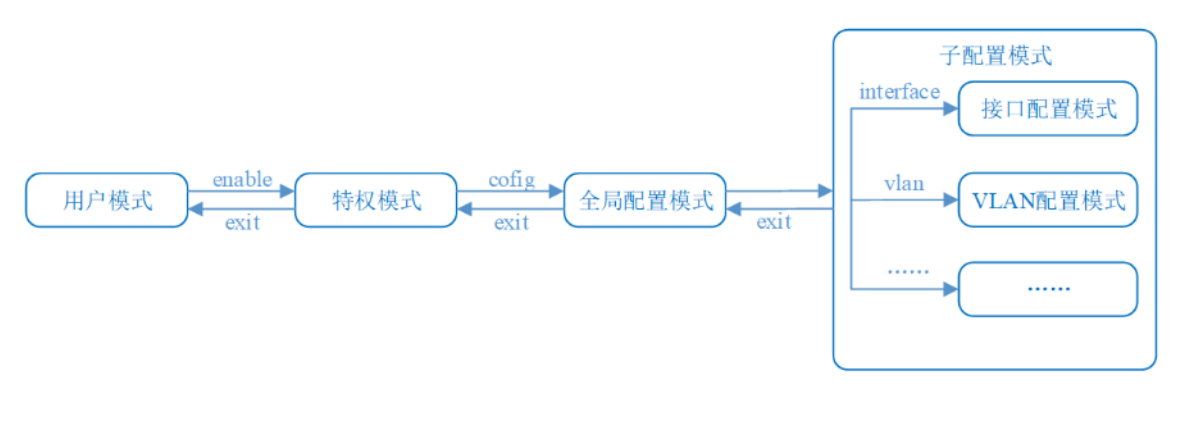 子配置模式
interface
接口配置模式
enable
cofig
vlan
用户模式
特权模式
全局配置模式
VLAN配置模式
exit
exit
exit
……
……